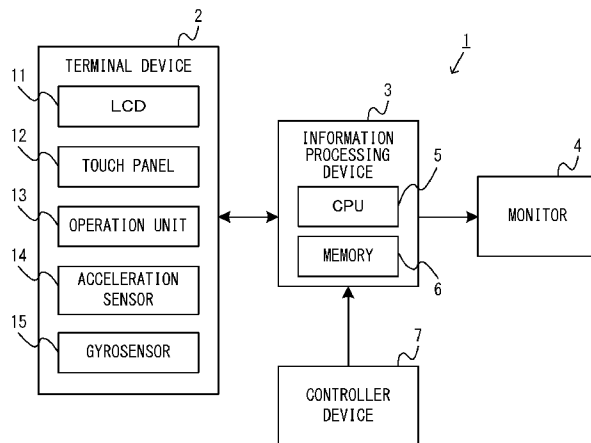 2
1
TERMINAL DEVICE
11
LCD
12
TOUCH PANEL
13
OPERATION UNIT
14
ACCELERATION
SENSOR
15
GYROSENSOR
3
INFORMATION
PROCESSING
DEVICE
5
CPU
MEMORY
6
4
MONITOR
7
CONTROLLER
DEVICE